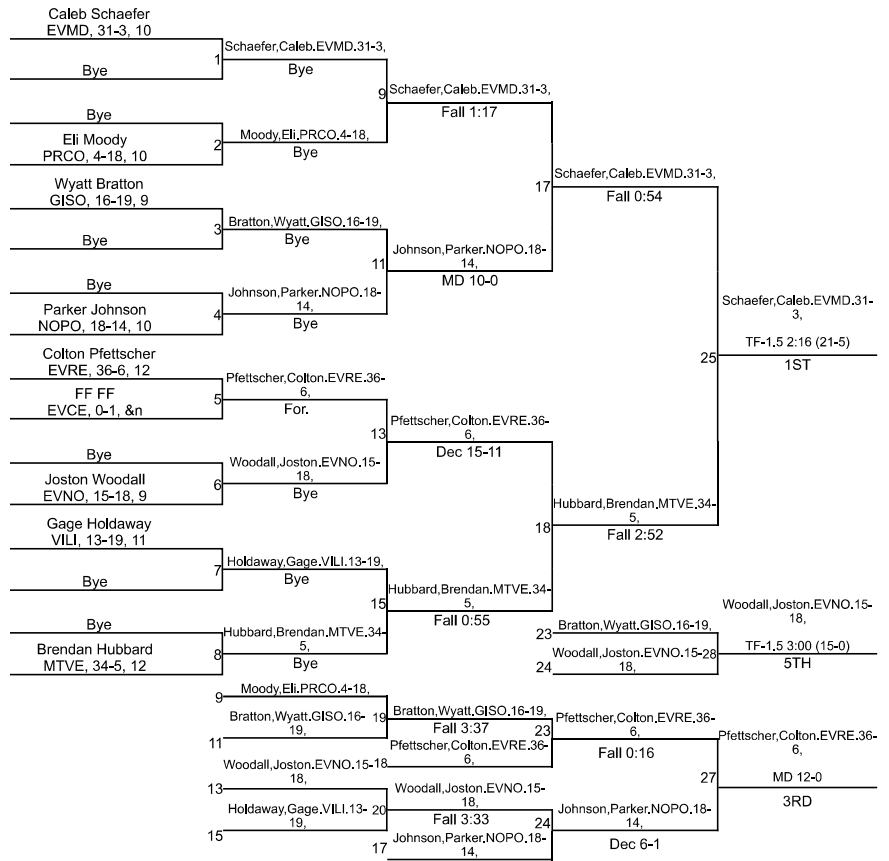 Caleb Schaefer
EVMD, 31-3, 10
1
Schaefer,Caleb.EVMD.31-3,
Bye
Bye
9
Schaefer,Caleb.EVMD.31-3,
Fall 1:17
Bye
Eli Moody
PRCO, 4-18, 10
2
Moody,Eli.PRCO.4-18,
Bye
17
Schaefer,Caleb.EVMD.31-3,
Fall 0:54
Wyatt Bratton
GISO, 16-19, 9
3
Bratton,Wyatt.GISO.16-19,
Bye
Bye
11
Johnson,Parker.NOPO.18-
14,
MD 10-0
Bye
Parker Johnson
NOPO, 18-14, 10
4
Johnson,Parker.NOPO.18-
14,
Bye
25
Schaefer,Caleb.EVMD.31-
3,
TF-1.5 2:16 (21-5)
1ST
Colton Pfettscher
EVRE, 36-6, 12
FF FF
EVCE, 0-1, &n
5
Pfettscher,Colton.EVRE.36-
6,
For.
13
Pfettscher,Colton.EVRE.36-
6,
Dec 15-11
Bye
Joston Woodall
EVNO, 15-18, 9
6
Woodall,Joston.EVNO.15-
18,
Bye
18
Hubbard,Brendan.MTVE.34-
5,
Fall 2:52
Gage Holdaway
VILI, 13-19, 11
7
Holdaway,Gage.VILI.13-19,
Bye
Bye
15
Hubbard,Brendan.MTVE.34-
5,
Fall 0:55
Bye
Brendan Hubbard
MTVE, 34-5, 12
8
Hubbard,Brendan.MTVE.34-
5,
Bye
23
Bratton,Wyatt.GISO.16-19,
24
Woodall,Joston.EVNO.15-
18,
28
Woodall,Joston.EVNO.15-
18,
TF-1.5 3:00 (15-0)
5TH
9
Moody,Eli.PRCO.4-18,
11
Bratton,Wyatt.GISO.16-
19,
19
Bratton,Wyatt.GISO.16-19,
Fall 3:37
18
Pfettscher,Colton.EVRE.36-
6,
23
Pfettscher,Colton.EVRE.36-
6,
Fall 0:16
13
Woodall,Joston.EVNO.15-
18,
15
Holdaway,Gage.VILI.13-
19,
20
Woodall,Joston.EVNO.15-
18,
Fall 3:33
17
Johnson,Parker.NOPO.18-
14,
24
Johnson,Parker.NOPO.18-
14,
Dec 6-1
27
Pfettscher,Colton.EVRE.36-
6,
MD 12-0
3RD